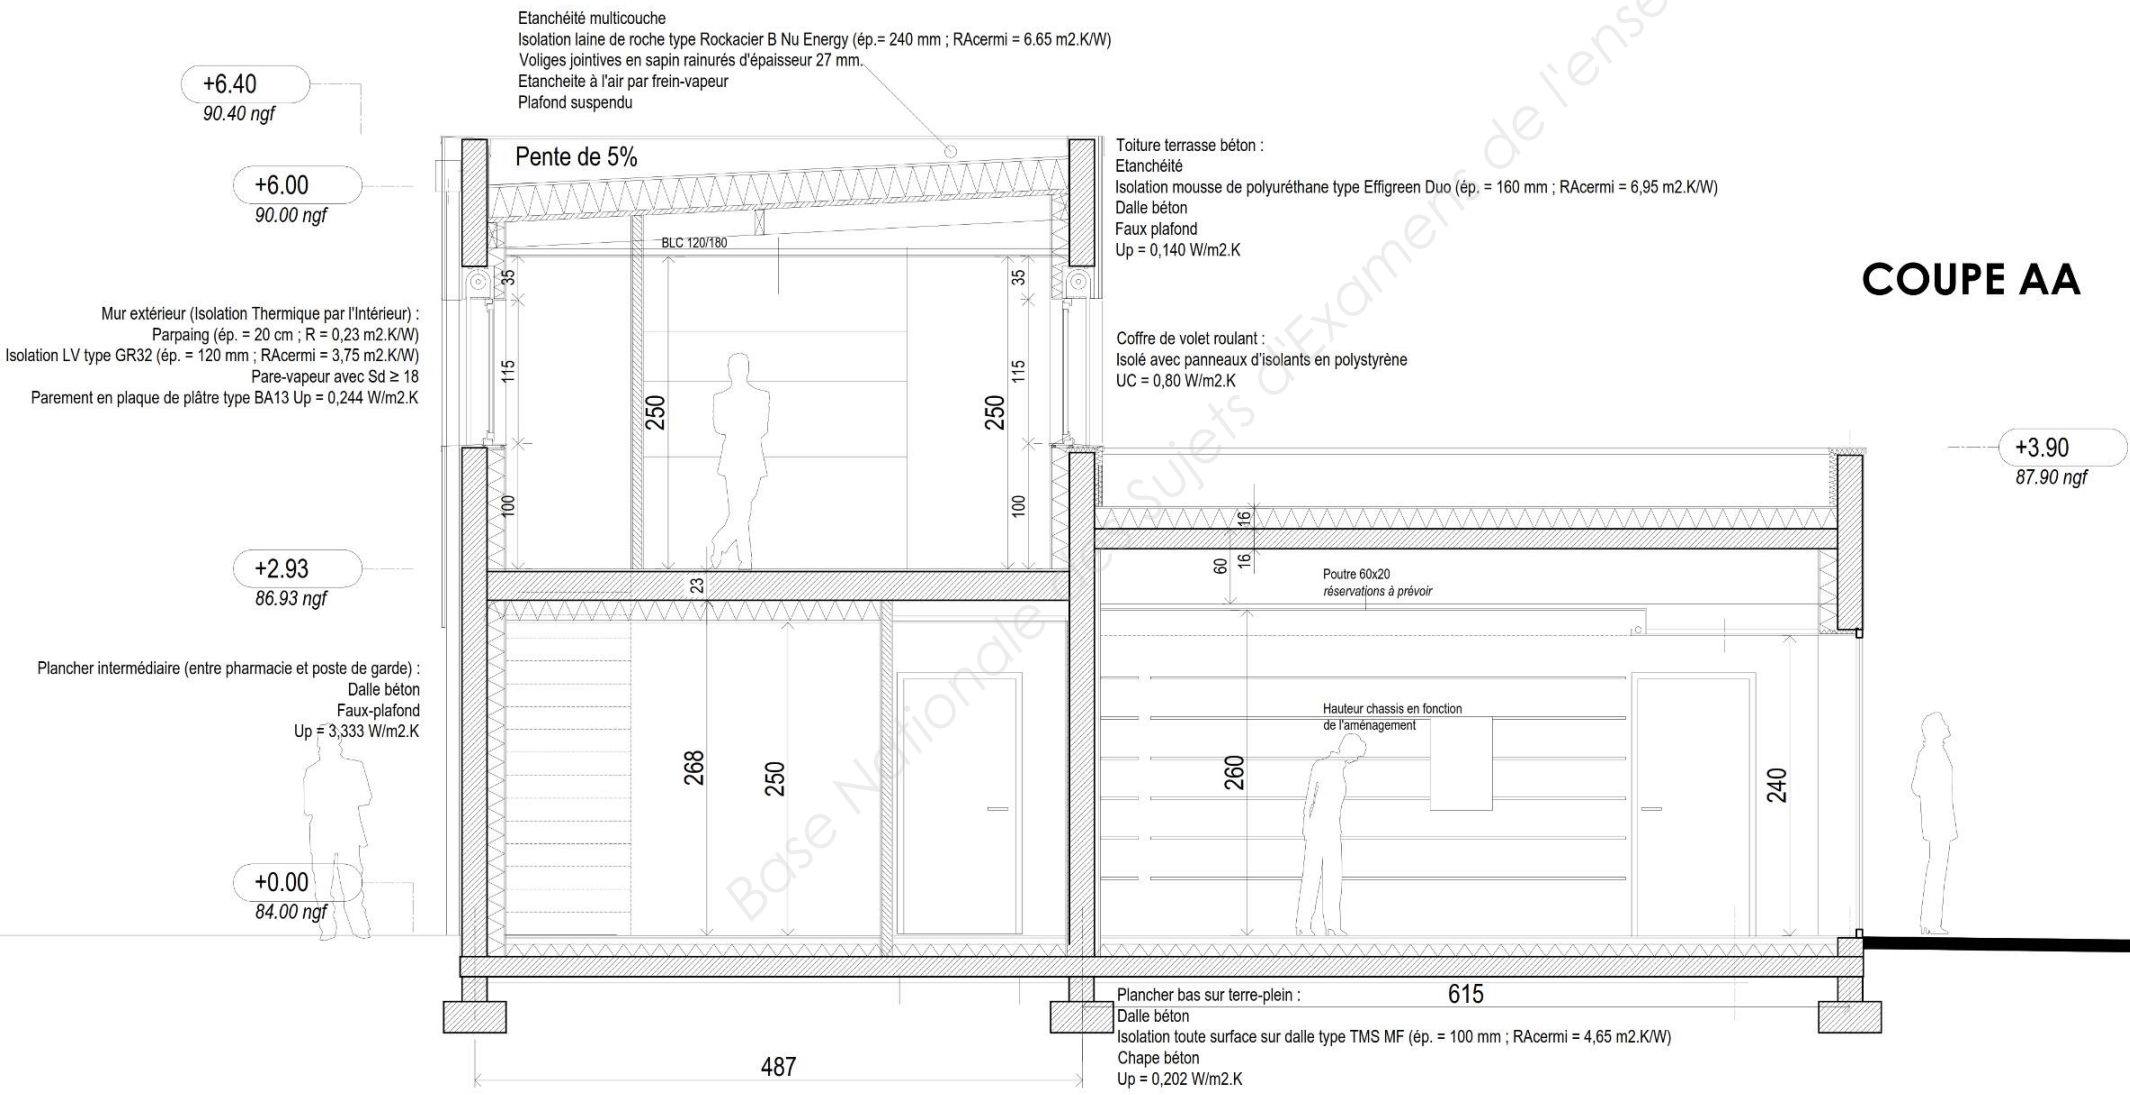 Etanchéité multicouche
Isolation laine de roche type Rockacier B Nu Energy (ép.= 240 mm ; RAcermi = 6.65 m2.K/W)
Voliges jointives en sapin rainurés d'épaisseur 27 mm.
Etancheite à l'air par frein-vapeur
Plafond suspendu
+6.40
90.40 ngf
+6.00
90.00 ngf
Pente de 5%
Toiture terrasse béton :
Etanchéité
Isolation mousse de polyuréthane type Effigreen Duo (ép. = 160 mm ; RAcermi = 6,95 m2.K/W)
Dalle béton
Faux plafond
Up = 0,140 W/m2.K
COUPE AA
BLC 120/180
35
35
Mur extérieur (Isolation Thermique par l'Intérieur) :
Parpaing (ép. = 20 cm ; R = 0,23 m2.K/W)
Isolation LV type GR32 (ép. = 120 mm ; RAcermi = 3,75 m2.K/W)
Pare-vapeur avec Sd ≥ 18
Parement en plaque de plâtre type BA13 Up = 0,244 W/m2.K
Coffre de volet roulant :
Isolé avec panneaux d'isolants en polystyrène
UC = 0,80 W/m2.K
115
250
250
115
100
100
+3.90
87.90 ngf
16
16
60
+2.93
86.93 ngf
23
Poutre 60x20
réservations à prévoir
Plancher intermédiaire (entre pharmacie et poste de garde) :
Dalle béton
Faux-plafond
Up = 3,333 W/m2.K
Hauteur chassis en fonction
de l'aménagement
268
250
260
240
+0.00
84.00 ngf
Plancher bas sur terre-plein :
Dalle béton
Isolation toute surface sur dalle type TMS MF (ép. = 100 mm ; RAcermi = 4,65 m2.K/W)
Chape béton
Up = 0,202 W/m2.K
615
487
Base Nationale des Sujets d'Examens de l'ense